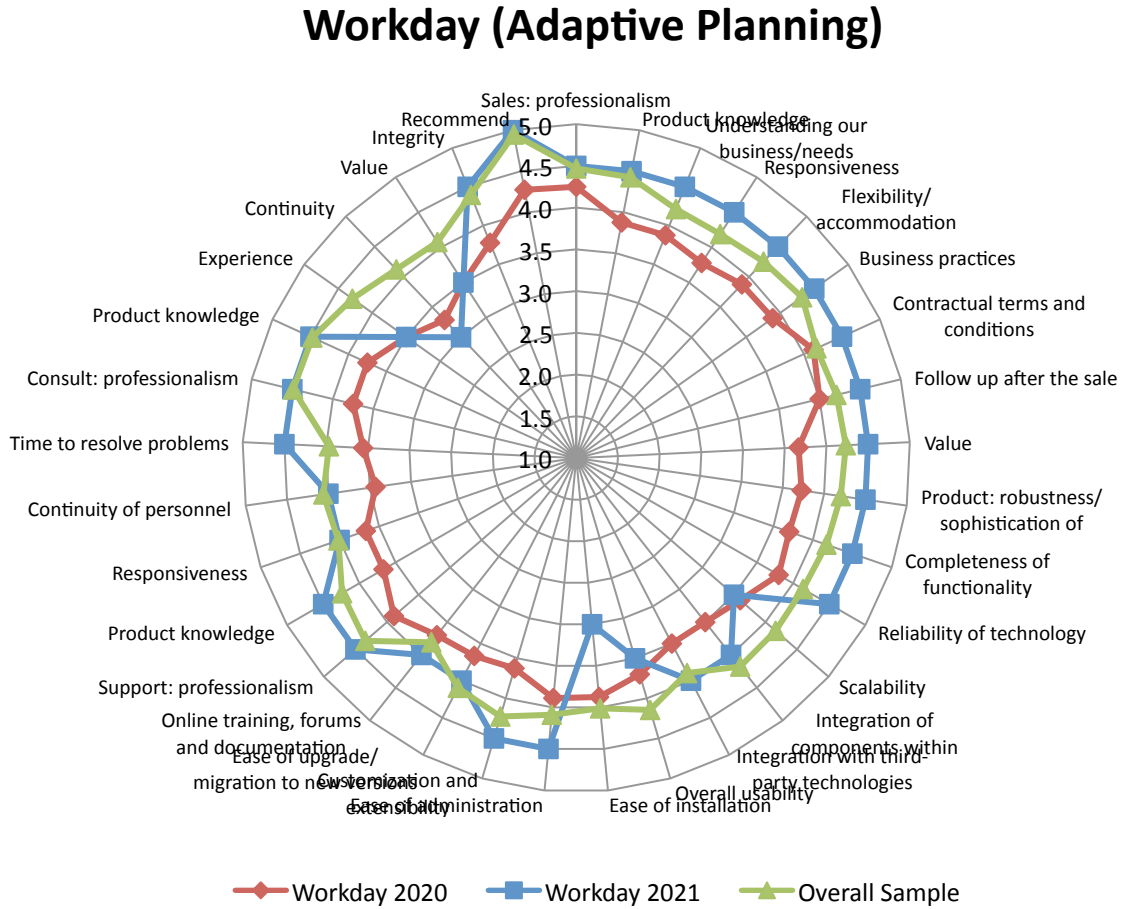 Workday (Adaptive Planning)
Sales: professionalism
Product knowledge
Understanding our
business/needs
Responsiveness
Flexibility/
accommodation
Business practices
Contractual terms and
conditions
Follow up after the sale
Value
Product: robustness/
sophistication of
Completeness of
functionality
Reliability of technology
Scalability
Integration of
components within
Integration with third-
party technologies
Overall usability
Ease of installation
Ease of administration
Customization and
extensibility
Ease of upgrade/
migration to new versions
Online training, forums
and documentation
Support: professionalism
Product knowledge
Responsiveness
Continuity of personnel
Time to resolve problems
Consult: professionalism
Product knowledge
Experience
Continuity
Value
Integrity
Recommend
5.0
4.5
4.0
3.5
3.0
2.5
2.0
1.5
1.0
Workday 2020
Workday 2021
Overall Sample